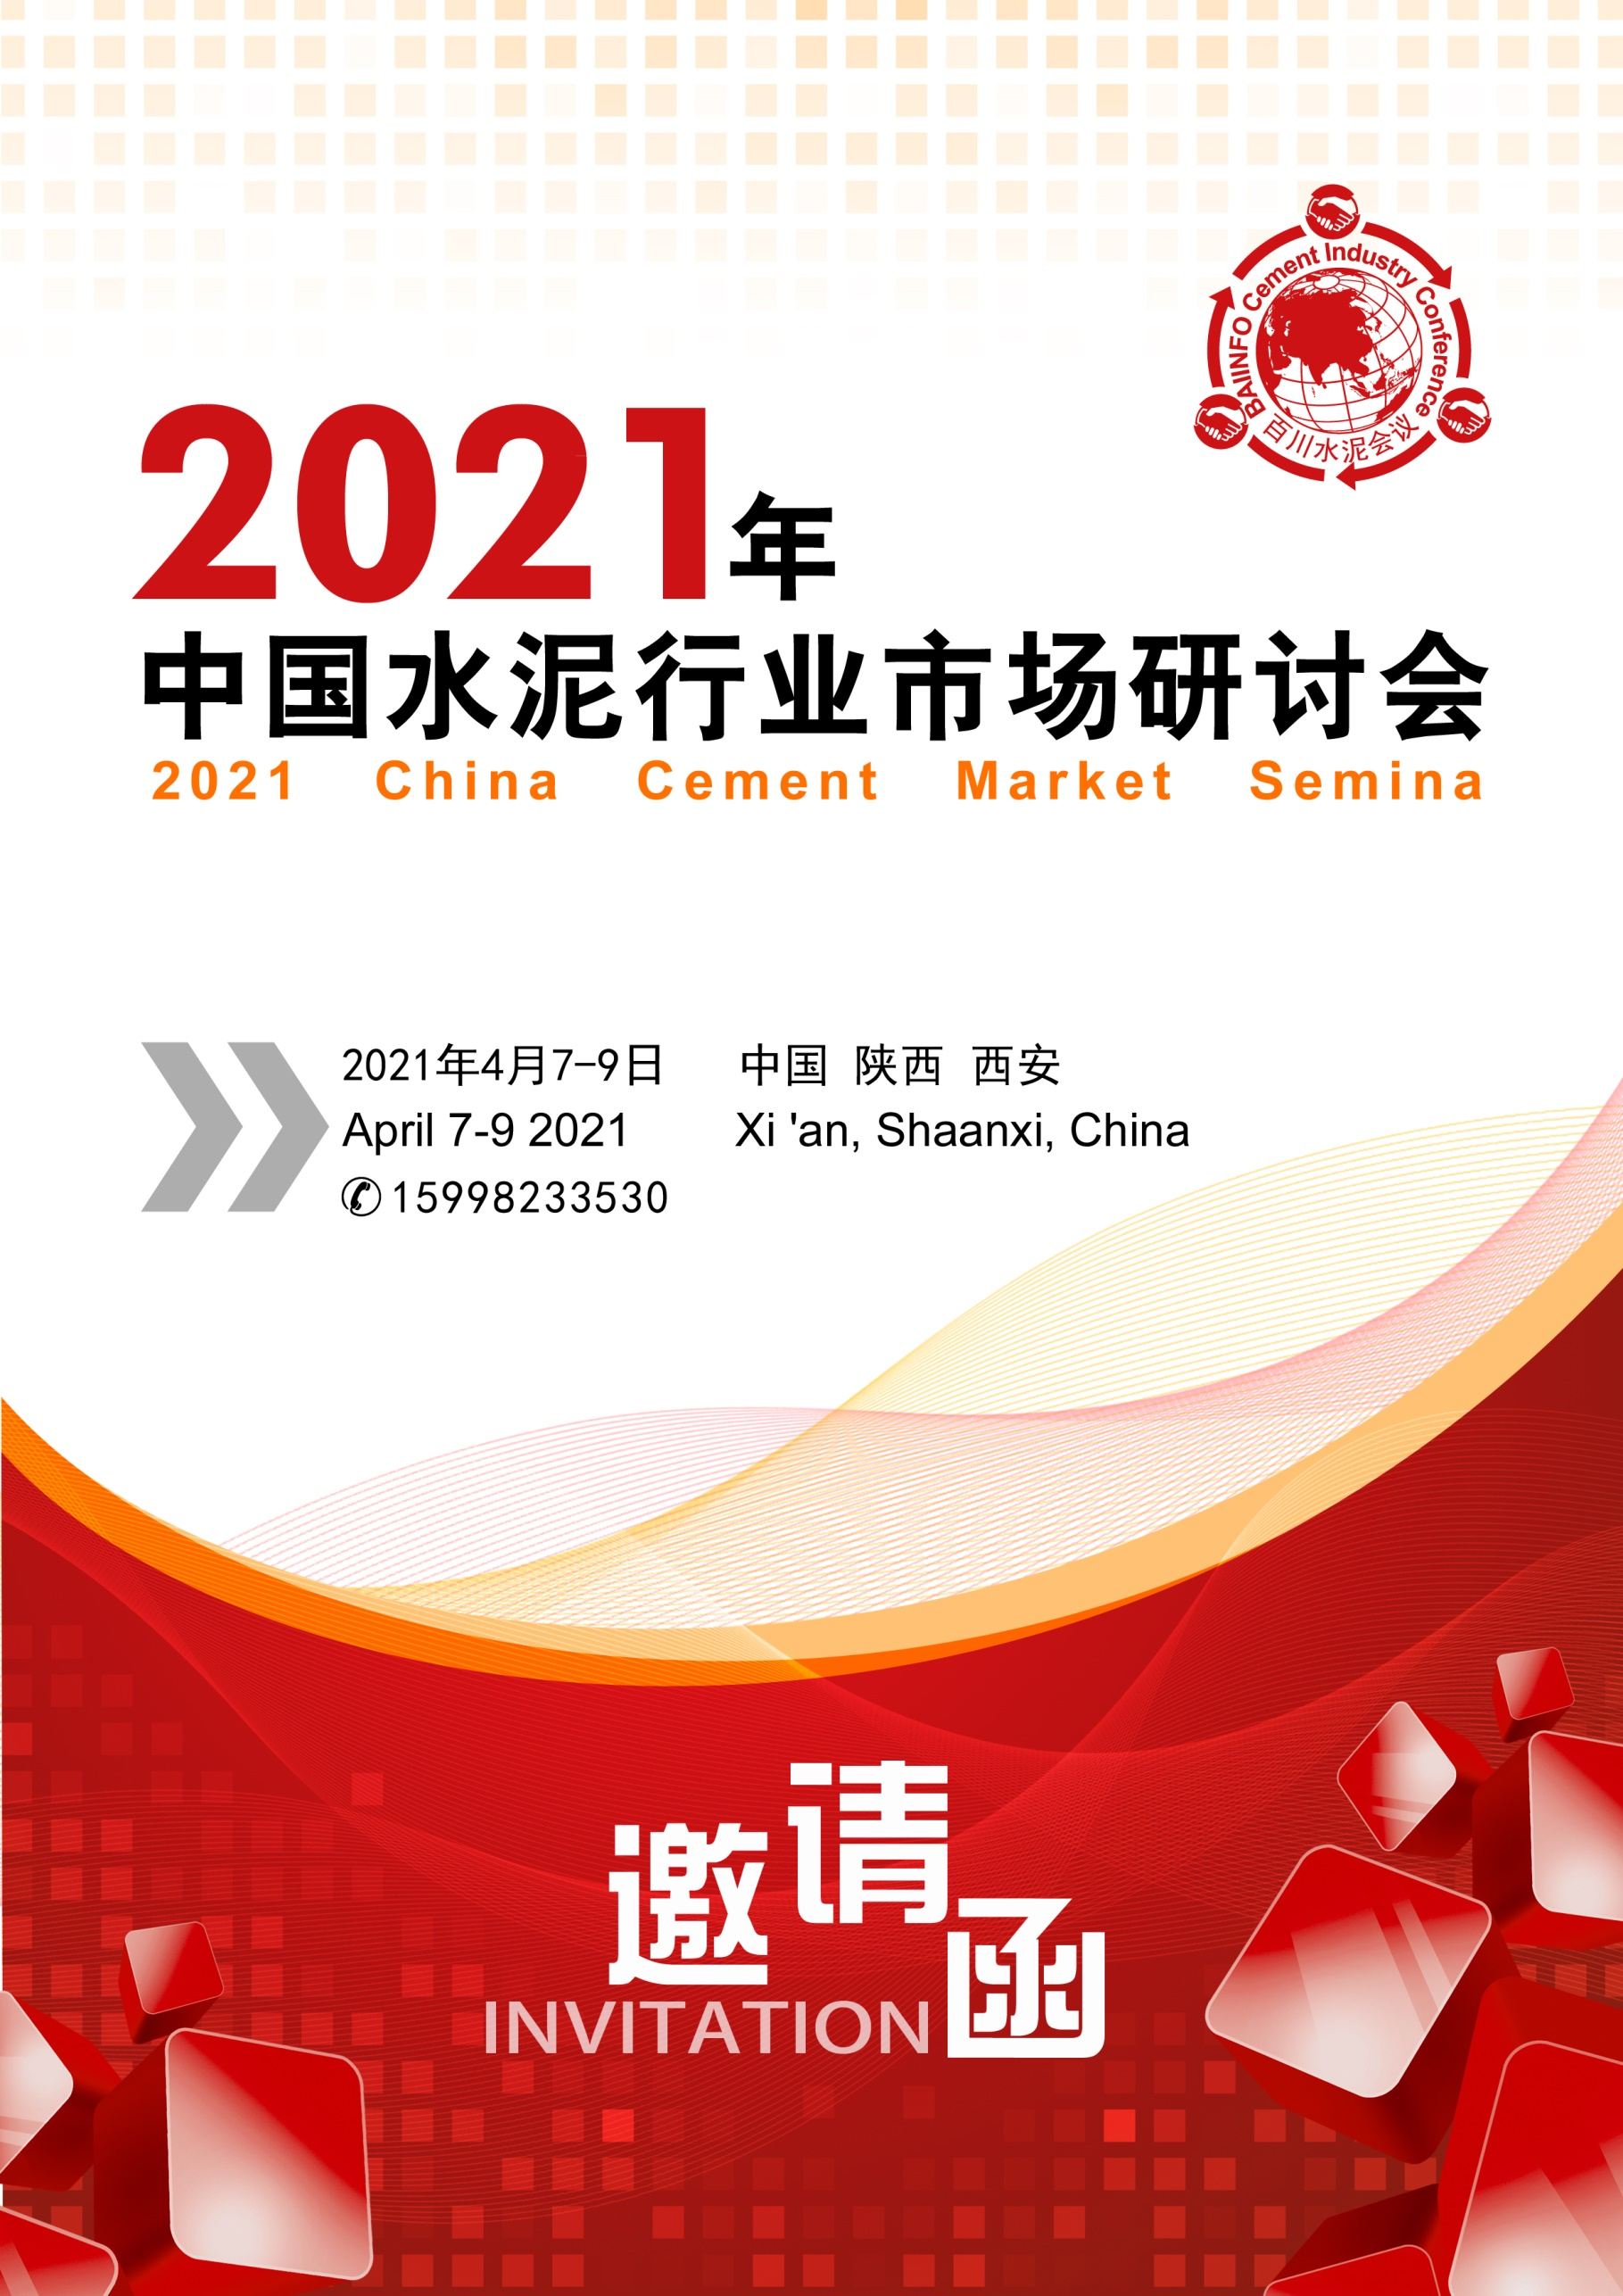 BAIINFO Cement Industry Conference
百川水泥会议
2021年
中国水泥行业市场研讨会
2021 China Cement Market Semina
2021年4月7-9日 中国 陕西 西安
April 7-9 2021 Xi 'an, Shaanxi, China
✆15998233530
邀请函
INVITATION